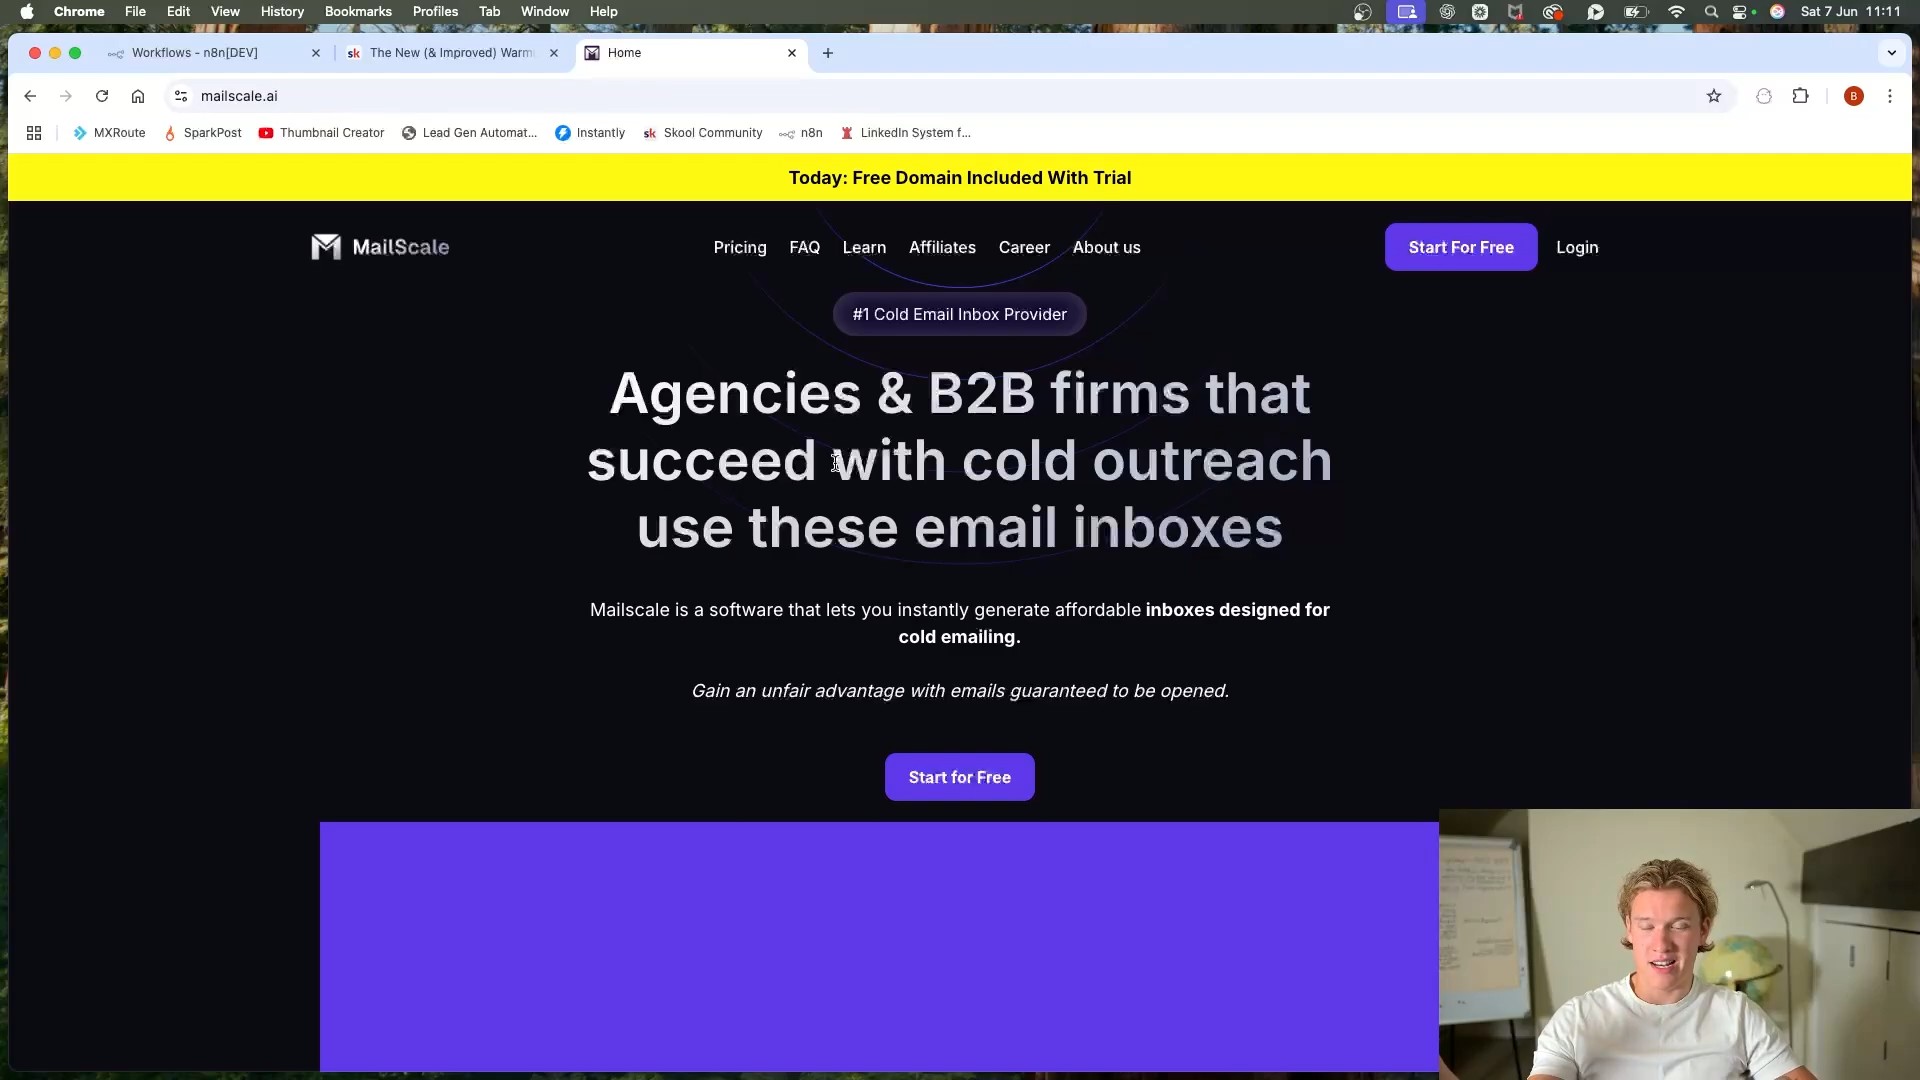 Chrome File Edit View History Bookmarks Profiles Tab Window Help Sat 7 Jun 11:11
Workflows - n8n[DEV] sk The New (& Improved) Warm Home
mailscale.ai B
MXRoute SparkPost Thumbnail Creator Lead Gen Automat... Instantly sk Skool Community n8n LinkedIn System f...
Today: Free Domain Included With Trial
MailScale Pricing FAQ Learn Affiliates Career About us Start For Free Login
#1 Cold Email Inbox Provider
Agencies & B2B firms that
succeed with cold outreach
use these email inboxes
Mailscale is a software that lets you instantly generate affordable inboxes designed for
cold emailing.
Gain an unfair advantage with emails guaranteed to be opened.
Start for Free